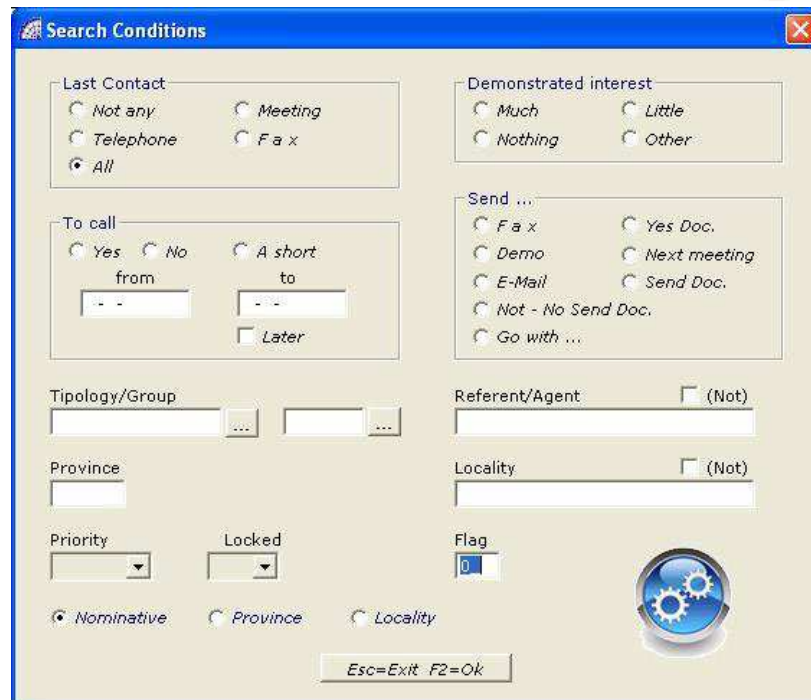 Search Conditions
Last Contact
Not any
Meeting
Telephone
F a x
All
Demonstrated interest
Much
Little
Nothing
Other
To call
Yes
No
A short
from
to
- -
- -
Later
Send ...
F a x
Yes Doc.
Demo
Next meeting
E-Mail
Send Doc.
Not - No Send Doc.
Go with ...
Tipology/Group
...
...
Referent/Agent
(Not)
Province
Locality
(Not)
Priority
Locked
Flag
0
Nominative
Province
Locality
Esc=Exit F2=Ok